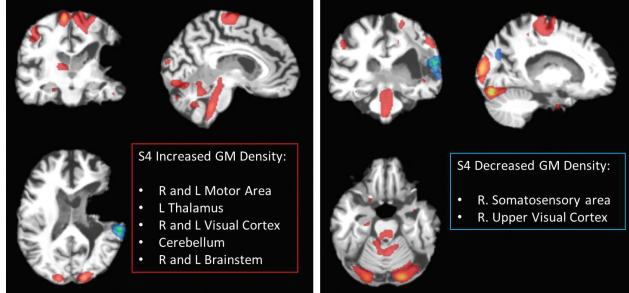 S4 Increased GM Density:
• R and L Motor Area
• L Thalamus
• R and L Visual Cortex
• Cerebellum
• R and L Brainstem
S4 Decreased GM Density:
• R. Somatosensory area
• R. Upper Visual Cortex